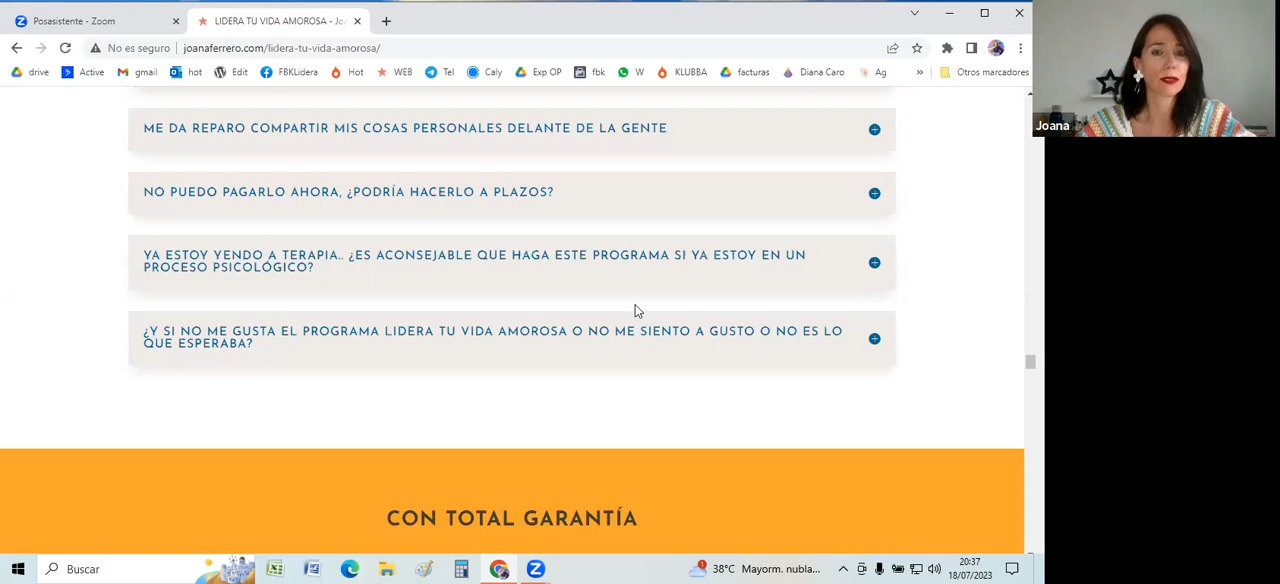 Posasistente - Zoom
LIDERA TU VIDA AMOROSA - Joa
No es seguro
joanaferrero.com/lidera-tu-vida-amorosa/
drive
Active
gmail
hot
Edit
FBKLidera
Hot
WEB
Tel
Caly
Exp OP
fbk
W
KLUBBA
facturas
Diana Caro
Ag
»
Otros marcadores
Joana
ME DA REPARO COMPARTIR MIS COSAS PERSONALES DELANTE DE LA GENTE
NO PUEDO PAGARLO AHORA, ¿PODRÍA HACERLO A PLAZOS?
YA ESTOY YENDO A TERAPIA.. ¿ES ACONSEJABLE QUE HAGA ESTE PROGRAMA SI YA ESTOY EN UN
PROCESO PSICOLÓGICO?
¿Y SI NO ME GUSTA EL PROGRAMA LIDERA TU VIDA AMOROSA O NO ME SIENTO A GUSTO O NO ES LO
QUE ESPERABA?
CON TOTAL GARANTÍA
Buscar
38°C Mayorm. nubla...
20:37
18/07/2023